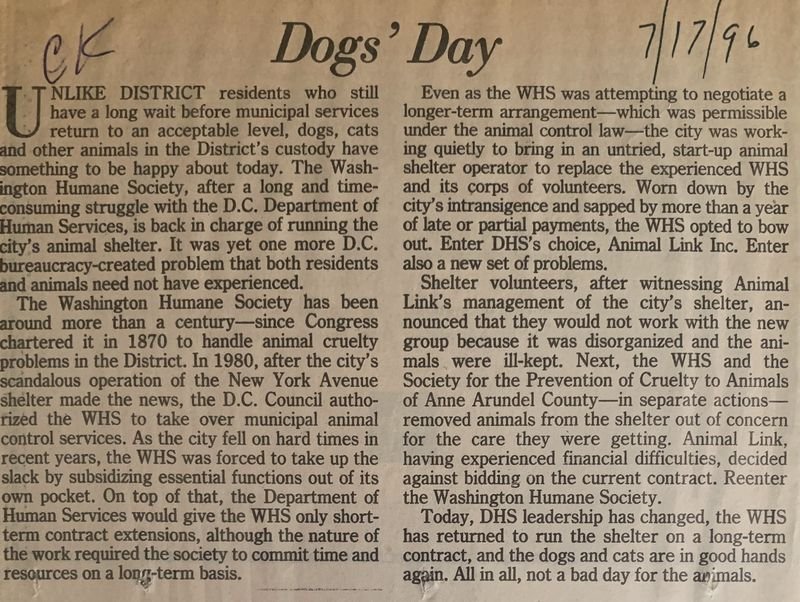 CK
Dogs' Day
7/17/96
UNLIKE DISTRICT residents who still
have a long wait before municipal services
return to an acceptable level, dogs, cats
and other animals in the District's custody have
something to be happy about today. The Wash-
ington Humane Society, after a long and time-
consuming struggle with the D.C. Department of
Human Services, is back in charge of running the
city's animal shelter. It was yet one more D.C.
bureaucracy-created problem that both residents
and animals need not have experienced.
The Washington Humane Society has been
around more than a century—since Congress
chartered it in 1870 to handle animal cruelty
problems in the District. In 1980, after the city's
scandalous operation of the New York Avenue
shelter made the news, the D.C. Council autho-
rized the WHS to take over municipal animal
control services. As the city fell on hard times in
recent years, the WHS was forced to take up the
slack by subsidizing essential functions out of its
own pocket. On top of that, the Department of
Human Services would give the WHS only short-
term contract extensions, although the nature of
the work required the society to commit time and
resources on a long-term basis.
Even as the WHS was attempting to negotiate a
longer-term arrangement—which was permissible
under the animal control law—the city was work-
ing quietly to bring in an untried, start-up animal
shelter operator to replace the experienced WHS
and its corps of volunteers. Worn down by the
city's intransigence and sapped by more than a year
of late or partial payments, the WHS opted to bow
out. Enter DHS's choice, Animal Link Inc. Enter
also a new set of problems.
Shelter volunteers, after witnessing Animal
Link's management of the city's shelter, an-
nounced that they would not work with the new
group because it was disorganized and the ani-
mals were ill-kept. Next, the WHS and the
Society for the Prevention of Cruelty to Animals
of Anne Arundel County—in separate actions—
removed animals from the shelter out of concern
for the care they were getting. Animal Link,
having experienced financial difficulties, decided
against bidding on the current contract. Reenter
the Washington Humane Society.
Today, DHS leadership has changed, the WHS
has returned to run the shelter on a long-term
contract, and the dogs and cats are in good hands
again. All in all, not a bad day for the animals.